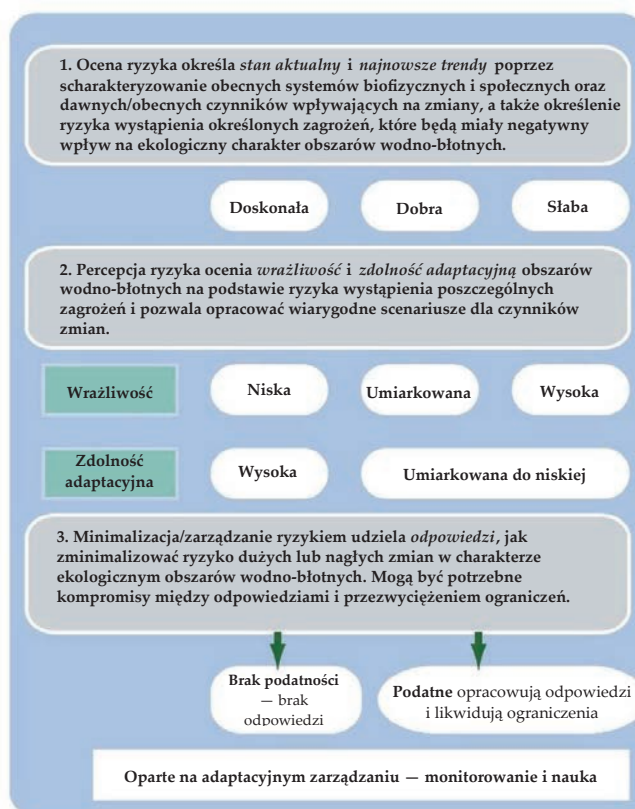 1. Ocena ryzyka określa stan aktualny i najnowsze trendy poprzez
scharakteryzowanie obecnych systemów biofizycznych i społecznych oraz
dawnych/obecnych czynników wpływających na zmiany, a także określenie
ryzyka wystąpienia określonych zagrożeń, które będą miały negatywny
wpływ na ekologiczny charakter obszarów wodno-błotnych.
Doskonała Dobra Słaba
2. Percepcja ryzyka ocenia wrażliwość i zdolność adaptacyjną obszarów
wodno-błotnych na podstawie ryzyka wystąpienia poszczególnych
zagrożeń i pozwala opracować wiarygodne scenariusze dla czynników
zmian.
Wrażliwość Niska Umiarkowana Wysoka
Zdolność
adaptacyjna
Wysoka Umiarkowana do niskiej
3. Minimalizacja/zarządzanie ryzykiem udziela odpowiedzi, jak
zminimalizować ryzyko dużych lub nagłych zmian w charakterze
ekologicznym obszarów wodno-błotnych. Mogą być potrzebne
kompromisy między odpowiedziami i przezwyciężeniem ograniczeń.
Brak podatności
— brak
odpowiedzi
Podatne opracowują odpowiedzi
i likwidują ograniczenia
Oparte na adaptacyjnym zarządzaniu — monitorowanie i nauka